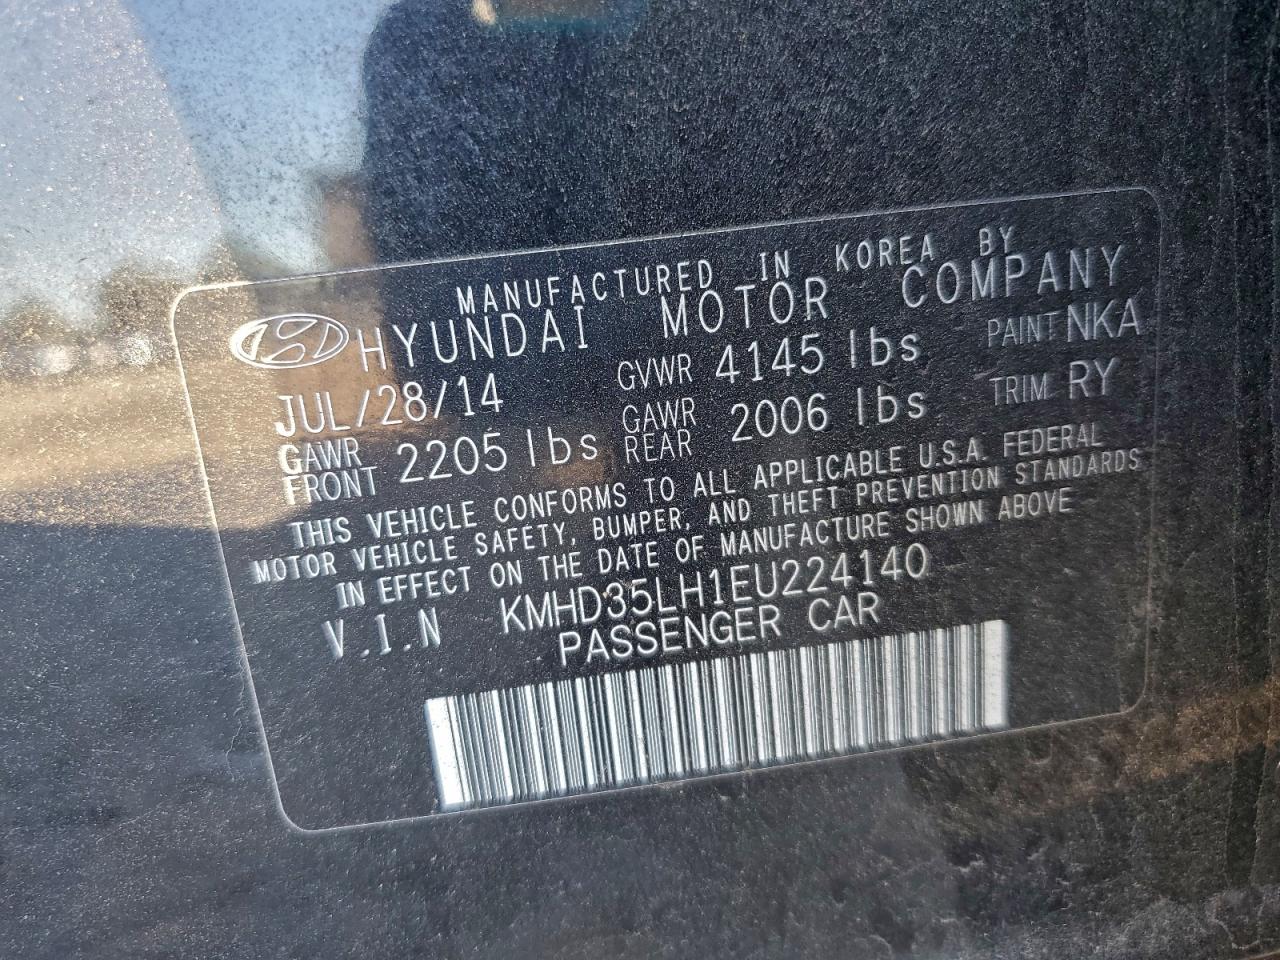 MANUFACTURED IN KOREA BY
HYUNDAI MOTOR COMPANY
JUL/28/14 GVWR 4145 lbs PAINT NKA
GAWR FRONT 2205 lbs GAWR REAR 2006 lbs TRIM RY
THIS VEHICLE CONFORMS TO ALL APPLICABLE U.S.A. FEDERAL
MOTOR VEHICLE SAFETY, BUMPER, AND THEFT PREVENTION STANDARDS
IN EFFECT ON THE DATE OF MANUFACTURE SHOWN ABOVE
V.I.N KMHD35LH1EU224140
PASSENGER CAR